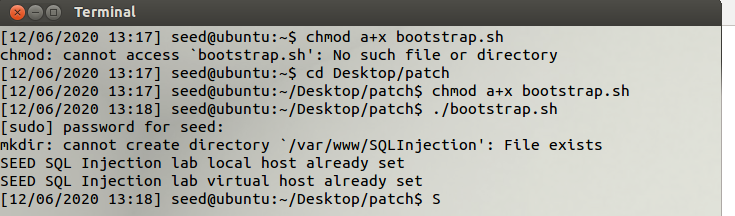 Terminal
[12/06/2020 13:17] seed@ubuntu:~$ chmod a+x bootstrap.sh
chmod: cannot access `bootstrap.sh': No such file or directory
[12/06/2020 13:17] seed@ubuntu:~$ cd Desktop/patch
[12/06/2020 13:17] seed@ubuntu:~/Desktop/patch$ chmod a+x bootstrap.sh
[12/06/2020 13:18] seed@ubuntu:~/Desktop/patch$ ./bootstrap.sh
[sudo] password for seed:
mkdir: cannot create directory `/var/www/SQLInjection': File exists
SEED SQL Injection lab local host already set
SEED SQL Injection lab virtual host already set
[12/06/2020 13:18] seed@ubuntu:~/Desktop/patch$ S